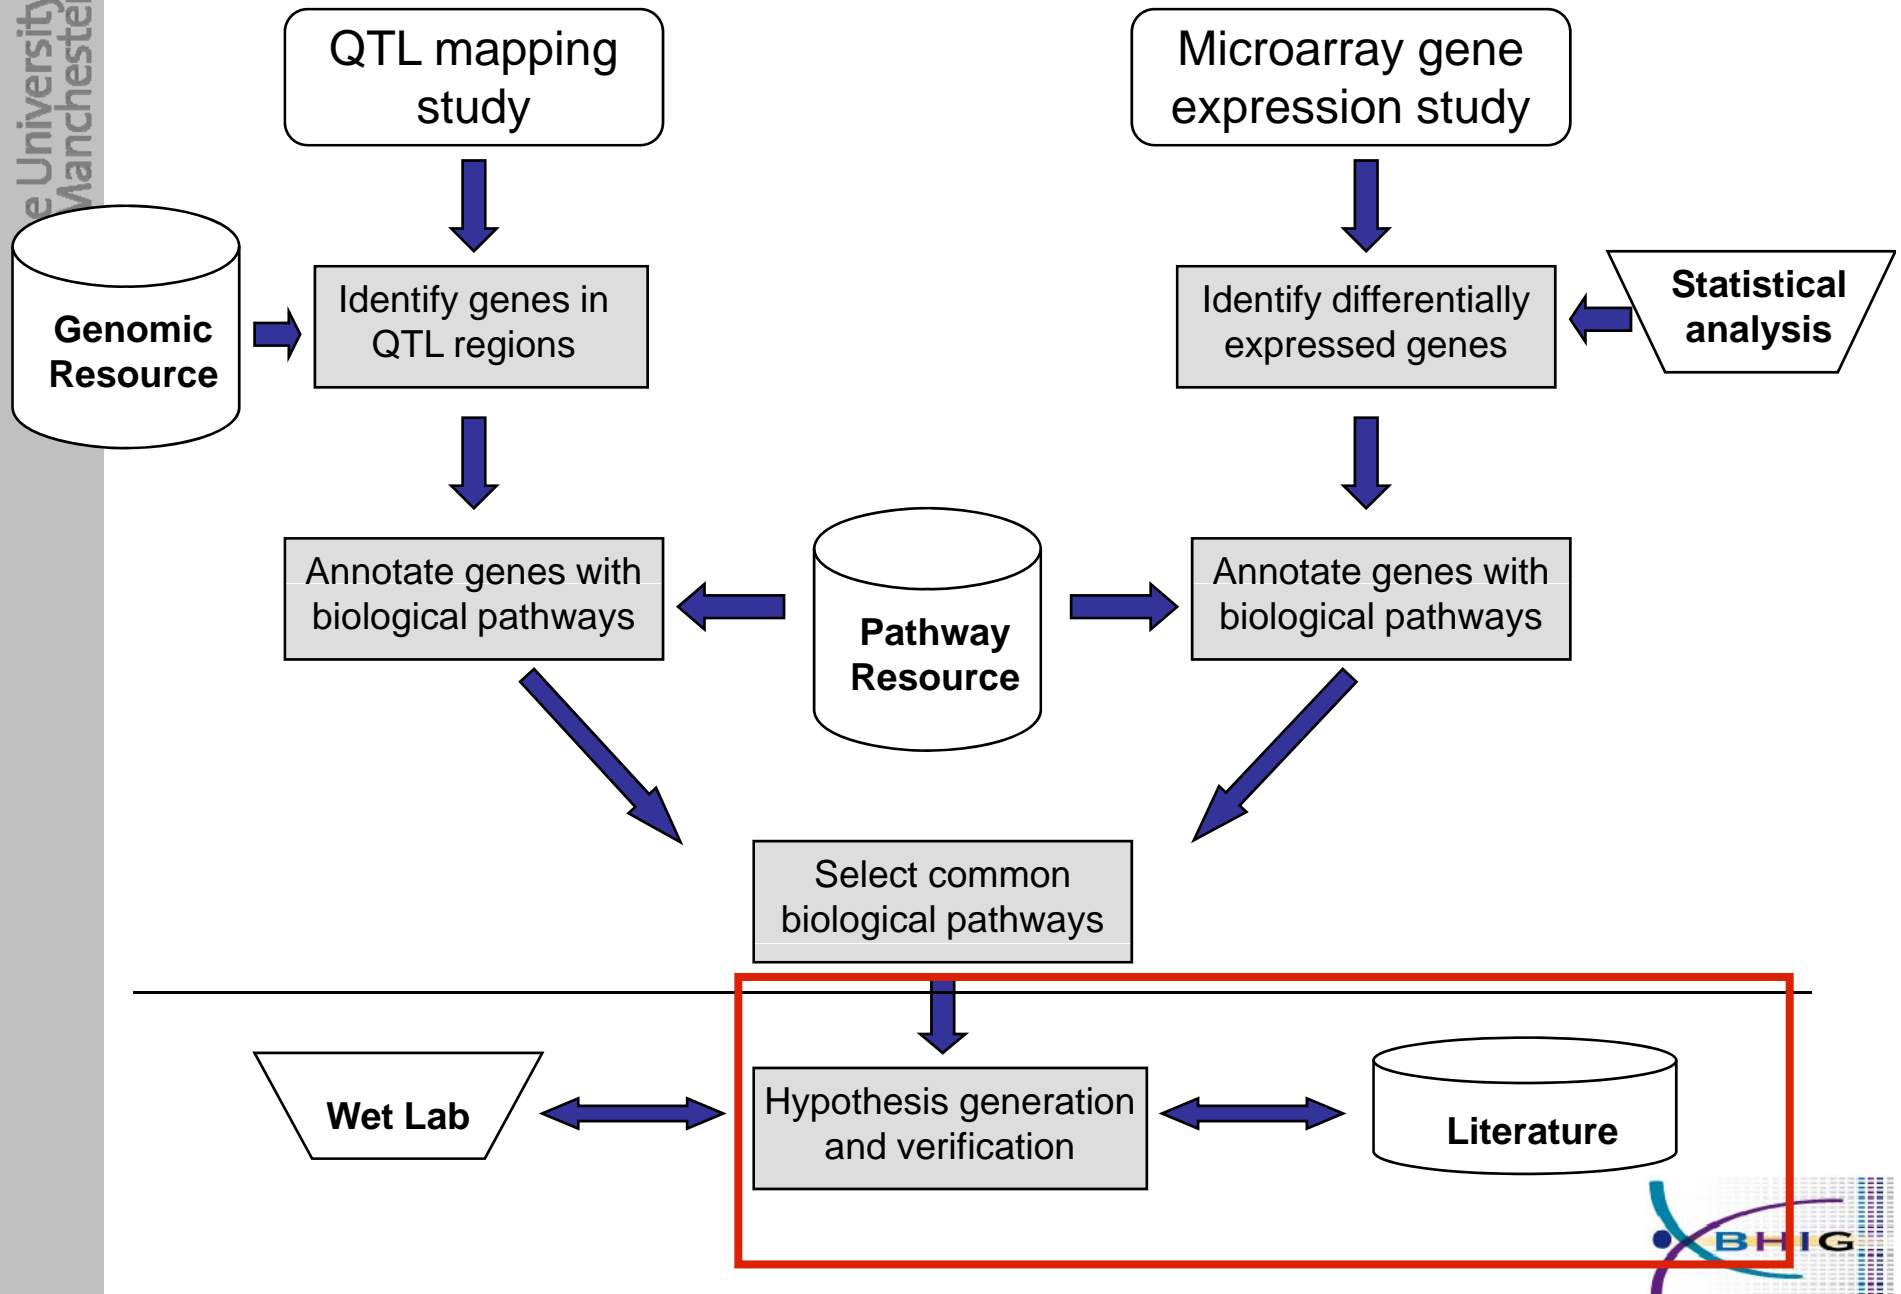 e University
Manchester
QTL mapping
study
Microarray gene
expression study
Genomic
Resource
Identify genes in
QTL regions
Identify differentially
expressed genes
Statistical
analysis
Annotate genes with
biological pathways
Pathway
Resource
Annotate genes with
biological pathways
Select common
biological pathways
Wet Lab
Hypothesis generation
and verification
Literature
BHIG